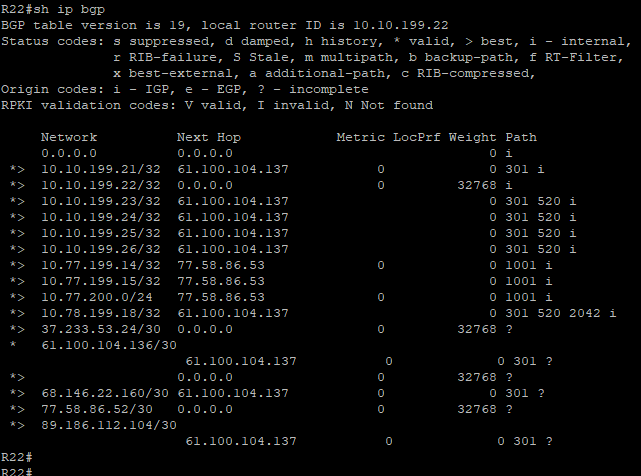 R22#sh ip bgp
BGP table version is 19, local router ID is 10.10.199.22
Status codes: s suppressed, d damped, h history, * valid, > best, i - internal,
              r RIB-failure, S Stale, m multipath, b backup-path, f RT-Filter,
              x best-external, a additional-path, c RIB-compressed,
Origin codes: i - IGP, e - EGP, ? - incomplete
RPKI validation codes: V valid, I invalid, N Not found

     Network          Next Hop            Metric LocPrf Weight Path
     0.0.0.0          0.0.0.0                                0 i
 *>  10.10.199.21/32  61.100.104.137           0             0 301 i
 *>  10.10.199.22/32  0.0.0.0                  0         32768 i
 *>  10.10.199.23/32  61.100.104.137                         0 301 520 i
 *>  10.10.199.24/32  61.100.104.137                         0 301 520 i
 *>  10.10.199.25/32  61.100.104.137                         0 301 520 i
 *>  10.10.199.26/32  61.100.104.137                         0 301 520 i
 *>  10.77.199.14/32  77.58.86.53              0             0 1001 i
 *>  10.77.199.15/32  77.58.86.53                            0 1001 i
 *>  10.77.200.0/24   77.58.86.53              0             0 1001 i
 *>  10.78.199.18/32  61.100.104.137                         0 301 520 2042 i
 *>  37.233.53.24/30  0.0.0.0                  0         32768 ?
 *   61.100.104.136/30
                       61.100.104.137           0             0 301 ?
 *>                   0.0.0.0                  0         32768 ?
 *>  68.146.22.160/30 61.100.104.137           0             0 301 ?
 *>  77.58.86.52/30   0.0.0.0                  0         32768 ?
 *>  89.186.112.104/30
                       61.100.104.137           0             0 301 ?
R22#
R22#